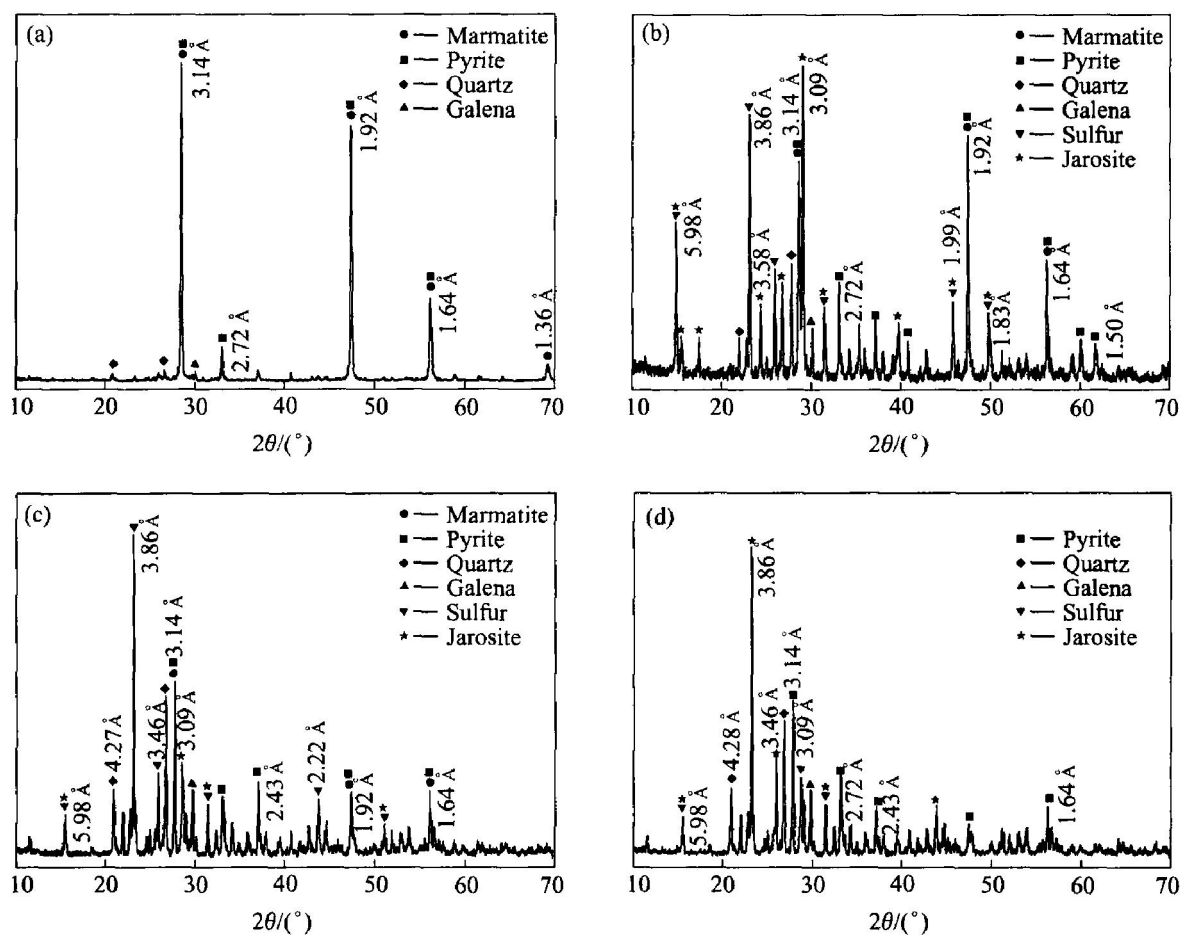 (a)
● — Marmatite
■ — Pyrite
◆ — Quartz
▲ — Galena
3.14 Å
2.72 Å
1.92 Å
1.64 Å
1.36 Å
10 20 30 40 50 60 70
2θ/(°)
(b)
● — Marmatite
■ — Pyrite
◆ — Quartz
▲ — Galena
▼ — Sulfur
★ — Jarosite
5.98 Å
3.86 Å
3.58 Å
3.14 Å
3.09 Å
2.72 Å
1.99 Å
1.92 Å
1.83 Å
1.64 Å
1.50 Å
10 20 30 40 50 60 70
2θ/(°)
(c)
● — Marmatite
■ — Pyrite
◆ — Quartz
▲ — Galena
▼ — Sulfur
★ — Jarosite
5.98 Å
4.27 Å
3.86 Å
3.46 Å
3.14 Å
3.09 Å
2.43 Å
2.22 Å
1.92 Å
1.64 Å
10 20 30 40 50 60 70
2θ/(°)
(d)
■ — Pyrite
◆ — Quartz
▲ — Galena
▼ — Sulfur
★ — Jarosite
5.98 Å
4.28 Å
3.86 Å
3.46 Å
3.14 Å
3.09 Å
2.72 Å
2.43 Å
1.64 Å
10 20 30 40 50 60 70
2θ/(°)